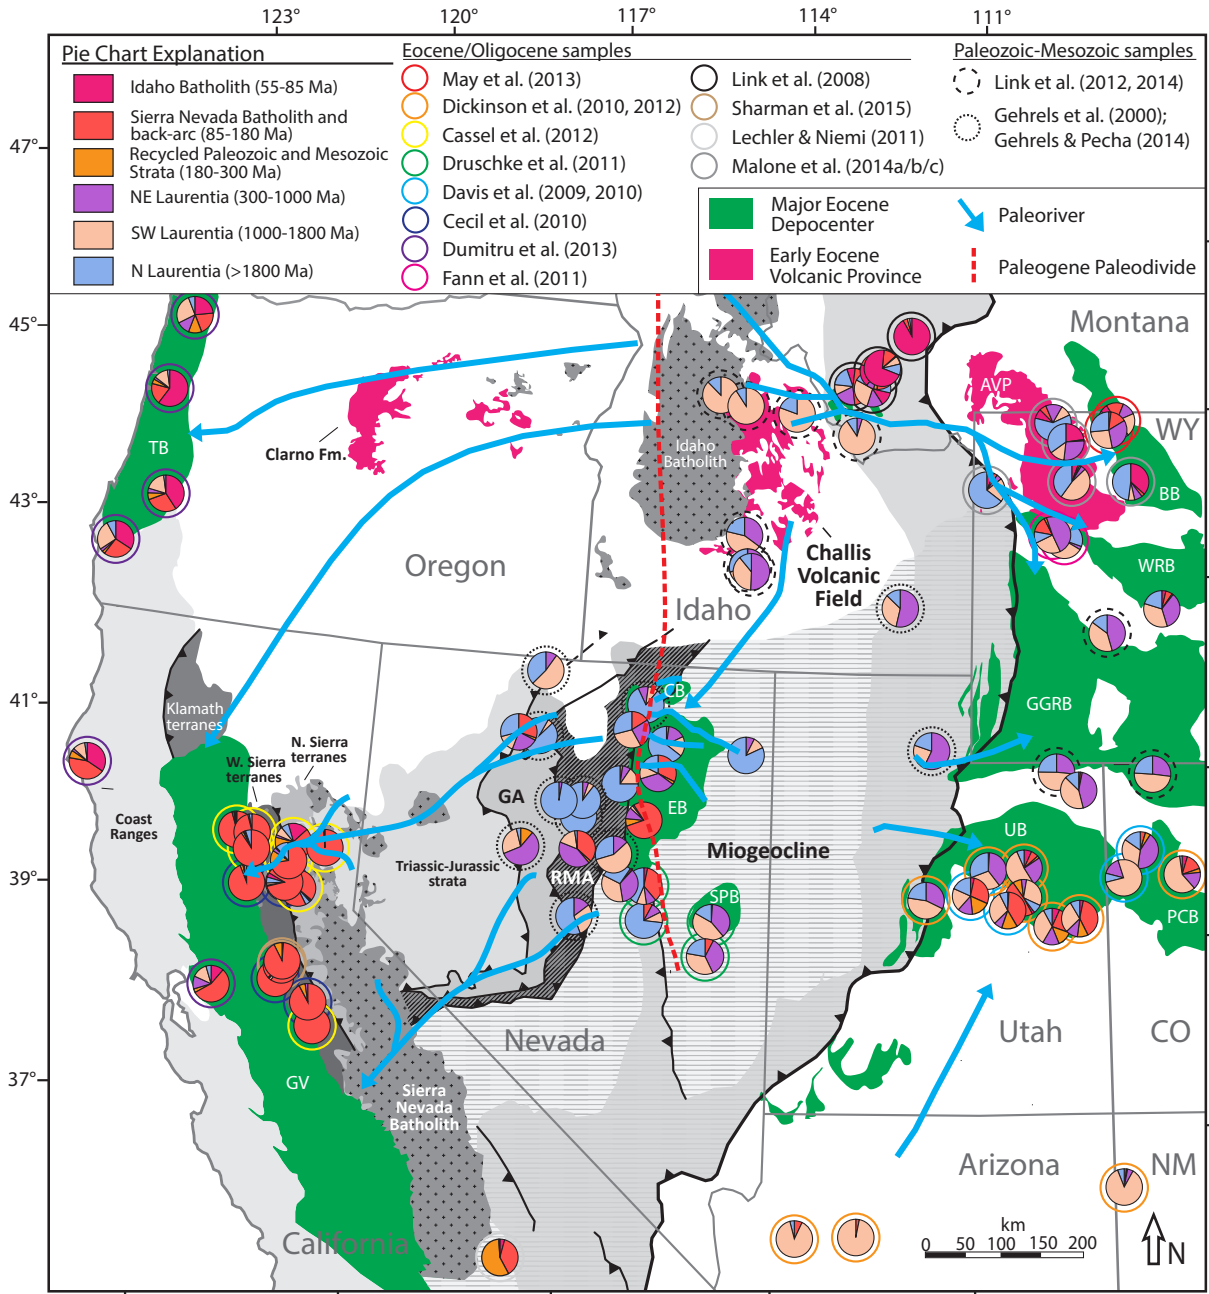 123°
120°
117°
114°
111°
Pie Chart Explanation
Idaho Batholith (55-85 Ma)
Sierra Nevada Batholith and
back-arc (85-180 Ma)
Recycled Paleozoic and Mesozoic
Strata (180-300 Ma)
NE Laurentia (300-1000 Ma)
SW Laurentia (1000-1800 Ma)
N Laurentia (>1800 Ma)
Eocene/Oligocene samples
May et al. (2013)
Dickinson et al. (2010, 2012)
Cassel et al. (2012)
Druschke et al. (2011)
Davis et al. (2009, 2010)
Cecil et al. (2010)
Dumitru et al. (2013)
Fann et al. (2011)
Link et al. (2008)
Sharman et al. (2015)
Lechler & Niemi (2011)
Malone et al. (2014a/b/c)
Paleozoic-Mesozoic samples
Link et al. (2012, 2014)
Gehrels et al. (2000);
Gehrels & Pecha (2014)
Major Eocene
Depocenter
Early Eocene
Volcanic Province
Paleoriver
Paleogene Paleodivide
47°
45°
43°
41°
39°
37°
Montana
AVP
WY
TB
Clarno Fm.
Idaho
Batholith
BB
Oregon
Challis
Volcanic
Field
WRB
Idaho
Klamath
terranes
CB
GGRB
N. Sierra
terranes
W. Sierra
terranes
GA
EB
Coast
Ranges
Triassic-Jurassic
strata
RMA
Miogeocline
UB
SPB
PCB
Nevada
Utah
CO
GV
Sierra
Nevada
Batholith
Arizona
NM
California
km
0 50 100 150 200
N